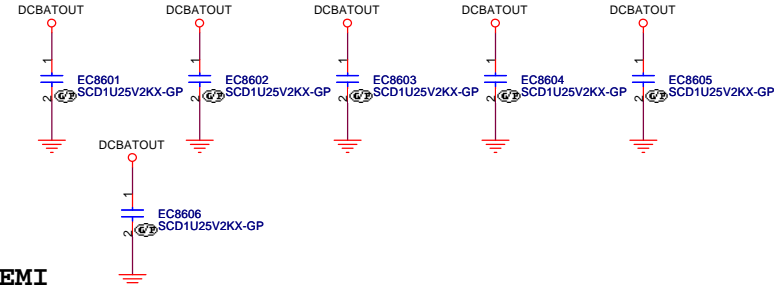 DCBATOUT DCBATOUT DCBATOUT DCBATOUT DCBATOUT
1 1 1 1 1
EC8601 EC8602 EC8603 EC8604 EC8605
SCD1U25V2KX-GP SCD1U25V2KX-GP SCD1U25V2KX-GP SCD1U25V2KX-GP SCD1U25V2KX-GP
2 G/P 2 G/P 2 G/P 2 G/P 2 G/P
DCBATOUT
1
EC8606
SCD1U25V2KX-GP
2 G/P
EMI